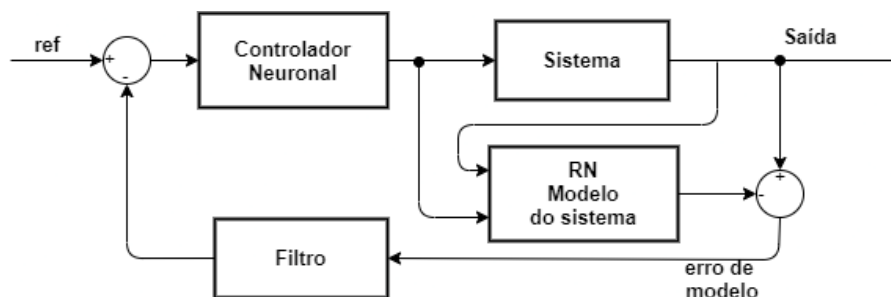 ref
+
-
Controlador
Neuronal
Sistema
Saída
RN
Modelo
do sistema
+
-
Filtro
erro de
modelo